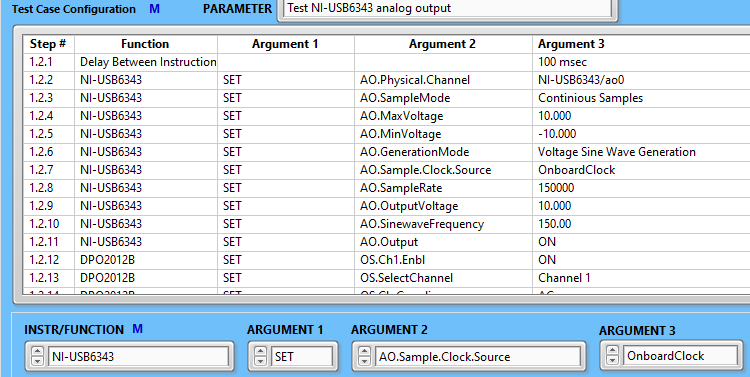 Test Case Configuration M PARAMETER Test NI-USB6343 analog output
Step # Function Argument 1 Argument 2 Argument 3
1.2.1 Delay Between Instruction 100 msec
1.2.2 NI-USB6343 SET AO.Physical.Channel NI-USB6343/ao0
1.2.3 NI-USB6343 SET AO.SampleMode Continious Samples
1.2.4 NI-USB6343 SET AO.MaxVoltage 10.000
1.2.5 NI-USB6343 SET AO.MinVoltage -10.000
1.2.6 NI-USB6343 SET AO.GenerationMode Voltage Sine Wave Generation
1.2.7 NI-USB6343 SET AO.Sample.Clock.Source OnboardClock
1.2.8 NI-USB6343 SET AO.SampleRate 150000
1.2.9 NI-USB6343 SET AO.OutputVoltage 10.000
1.2.10 NI-USB6343 SET AO.SinewaveFrequency 150.00
1.2.11 NI-USB6343 SET AO.Output ON
1.2.12 DPO2012B SET OS.Ch1.Enbl ON
1.2.13 DPO2012B SET OS.SelectChannel Channel 1
1.2.14 DPO2012B SET
INSTR/FUNCTION M ARGUMENT 1 ARGUMENT 2 ARGUMENT 3
NI-USB6343 SET AO.Sample.Clock.Source OnboardClock